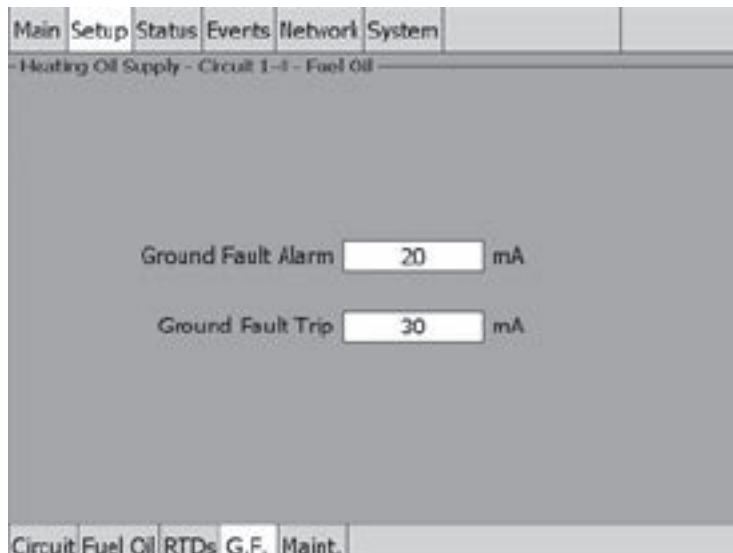 Main Setup Status Events Network System
Heating Oil Supply - Circuit 1-4 - Fuel Oil
Ground Fault Alarm 20 mA
Ground Fault Trip 30 mA
Circuit Fuel Oil RTDs G.F. Maint.